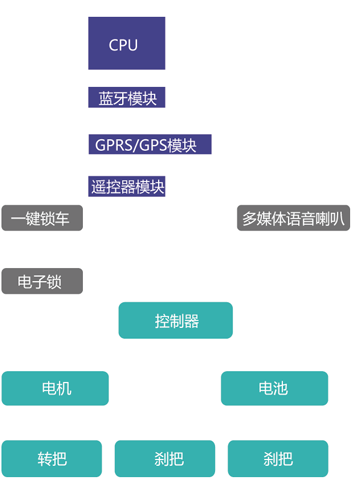 CPU
蓝牙模块
GPRS/GPS模块
遥控器模块
一键锁车
多媒体语音喇叭
电子锁
控制器
电机
电池
转把
刹把
刹把